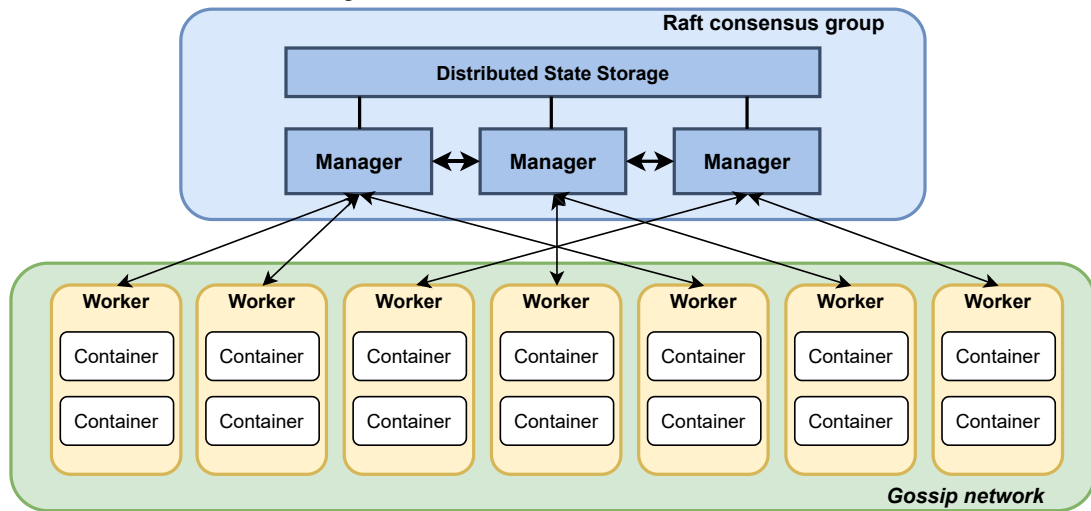 Raft consensus group
Distributed State Storage
Manager Manager Manager
Worker Worker Worker Worker Worker Worker Worker
Container Container Container Container Container Container Container
Container Container Container Container Container Container Container
Gossip network